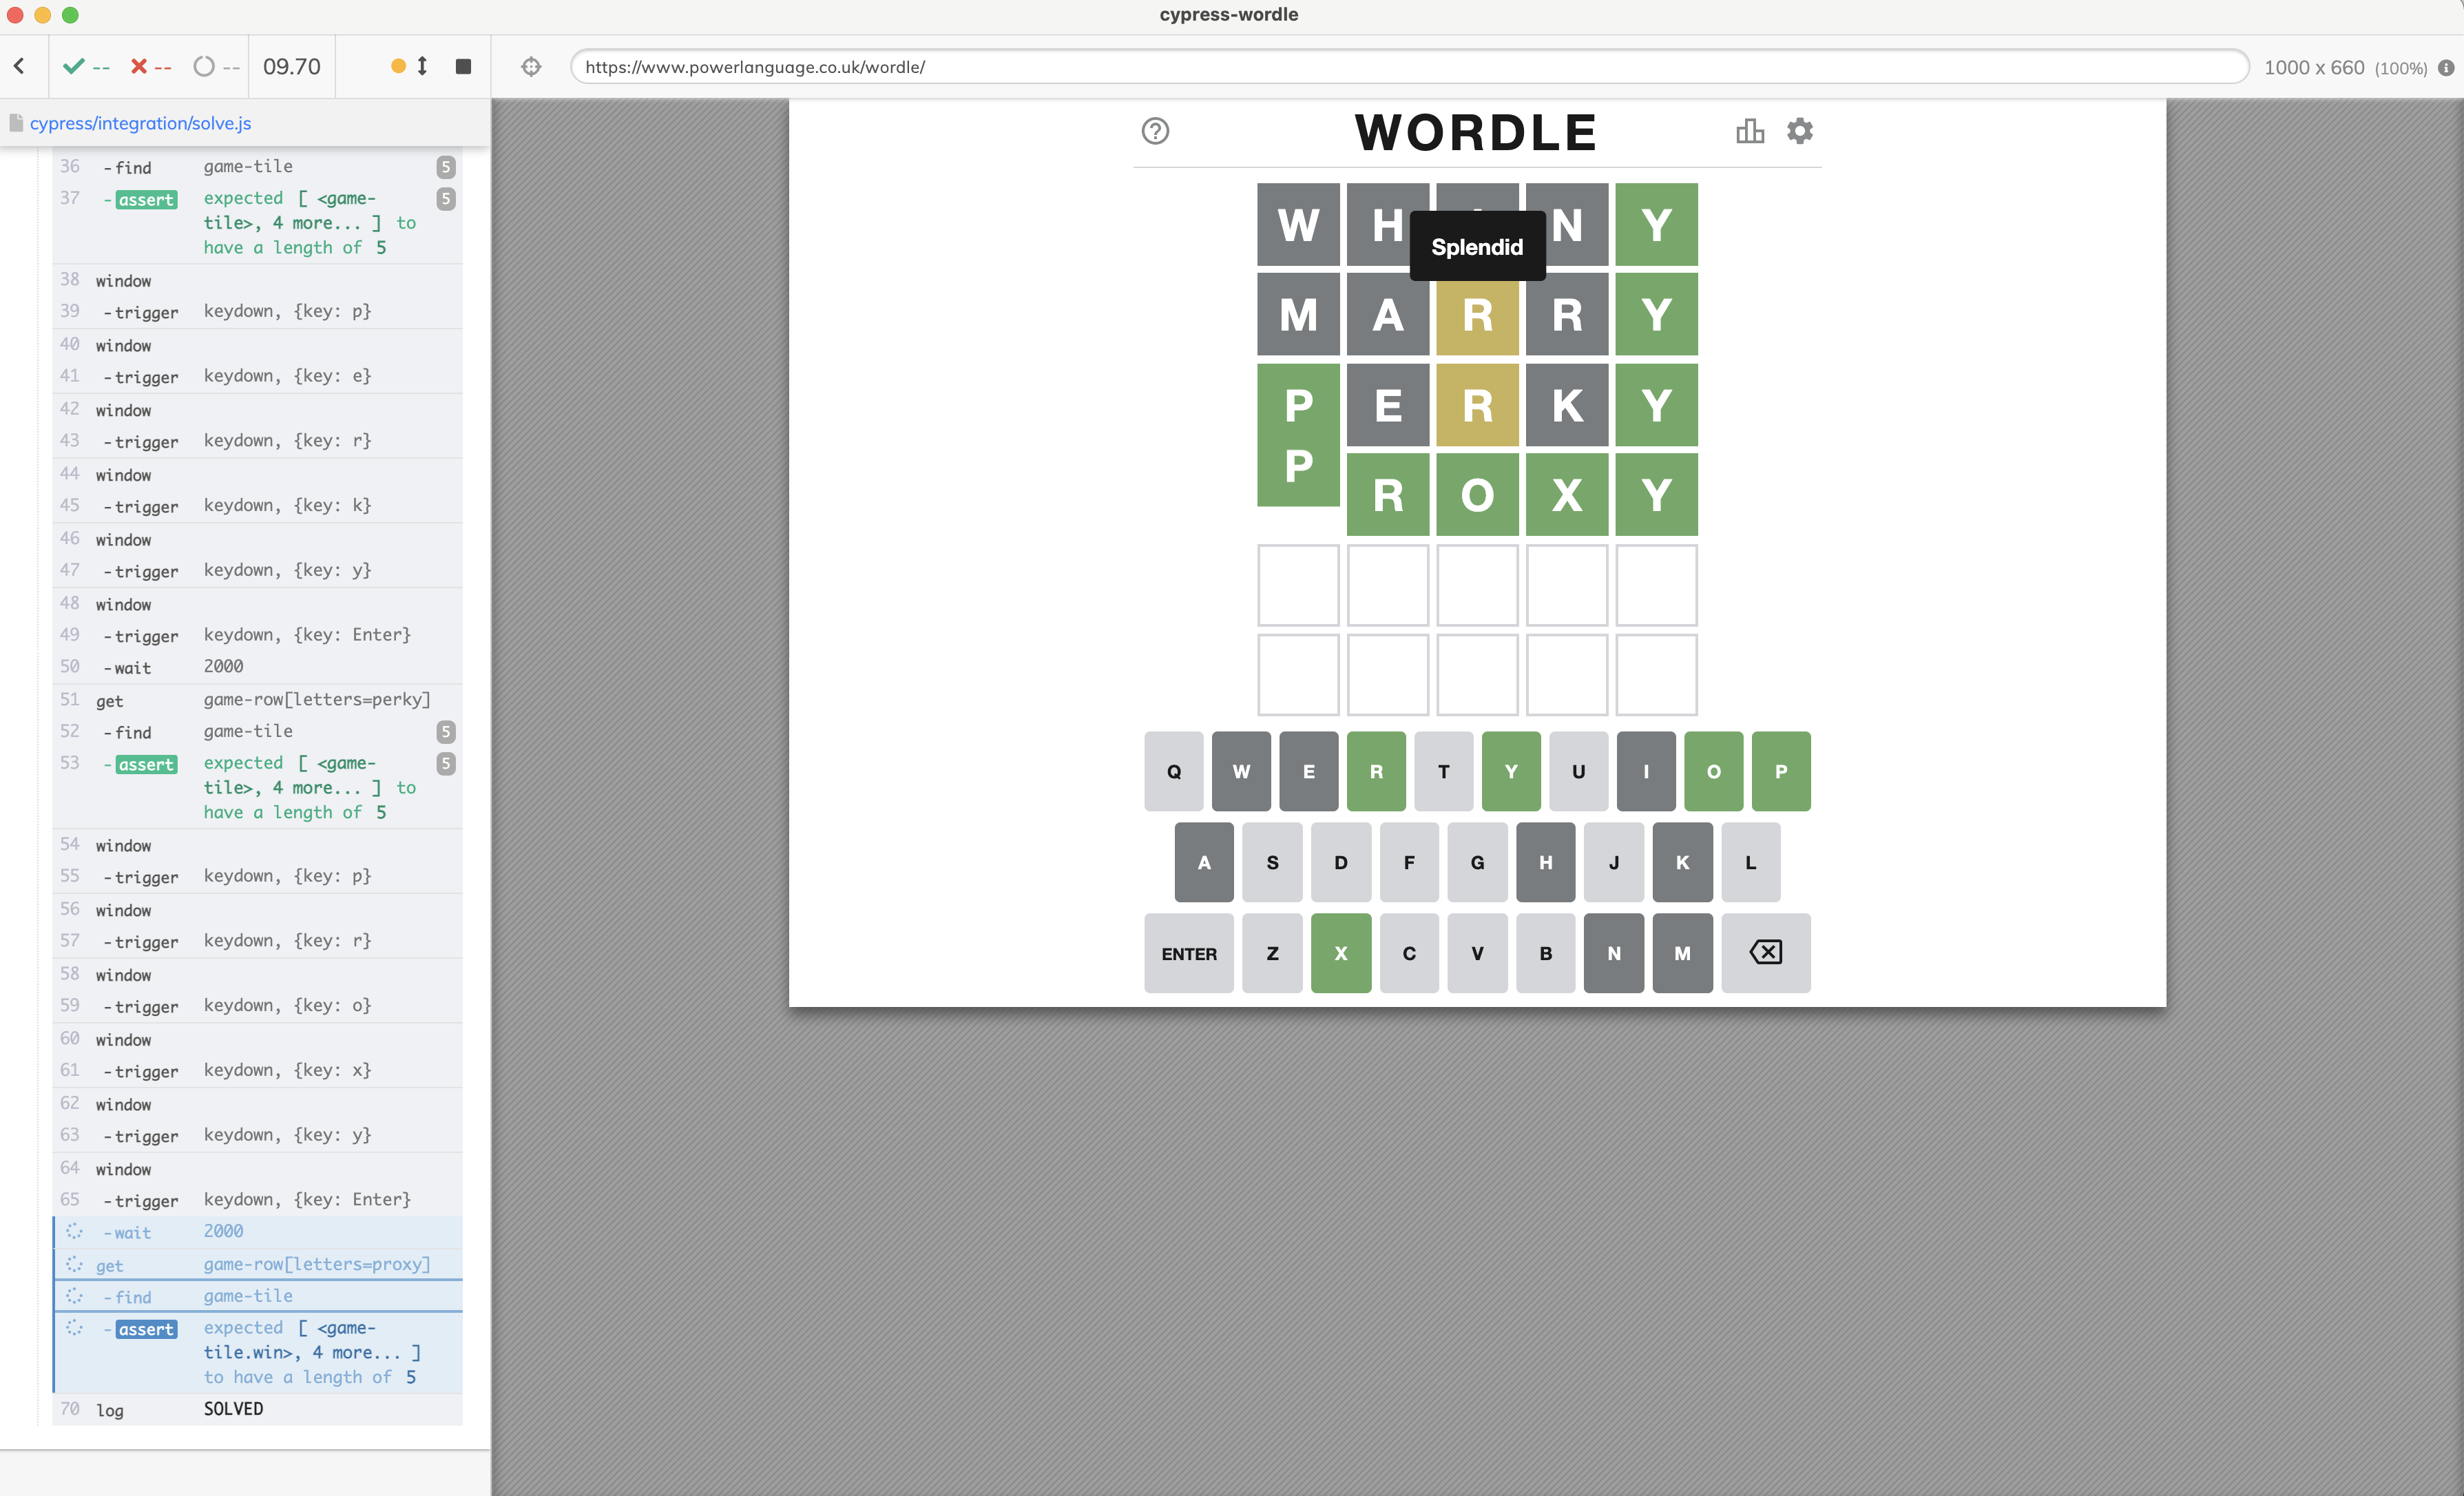 cypress-wordle
-- -- -- 09.70
https://www.powerlanguage.co.uk/wordle/
1000 x 660 (100%)
cypress/integration/solve.js
36 -find game-tile 5
37 -assert expected [ <game- 5
tile>, 4 more... ] to
have a length of 5
38 window
39 -trigger keydown, {key: p}
40 window
41 -trigger keydown, {key: e}
42 window
43 -trigger keydown, {key: r}
44 window
45 -trigger keydown, {key: k}
46 window
47 -trigger keydown, {key: y}
48 window
49 -trigger keydown, {key: Enter}
50 -wait 2000
51 get game-row[letters=perky]
52 -find game-tile 5
53 -assert expected [ <game- 5
tile>, 4 more... ] to
have a length of 5
54 window
55 -trigger keydown, {key: p}
56 window
57 -trigger keydown, {key: r}
58 window
59 -trigger keydown, {key: o}
60 window
61 -trigger keydown, {key: x}
62 window
63 -trigger keydown, {key: y}
64 window
65 -trigger keydown, {key: Enter}
-wait 2000
get game-row[letters=proxy]
-find game-tile
-assert expected [ <game-
tile.win>, 4 more... ]
to have a length of 5
70 log SOLVED
WORDLE
W H N Y
Splendid
M A R R Y
P E R K Y
P R O X Y
Q W E R T Y U I O P
A S D F G H J K L
ENTER Z X C V B N M